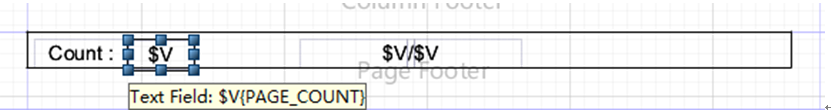 Column Footer
Count : $V $V/$V
Page Footer
Text Field: $V{PAGE_COUNT}